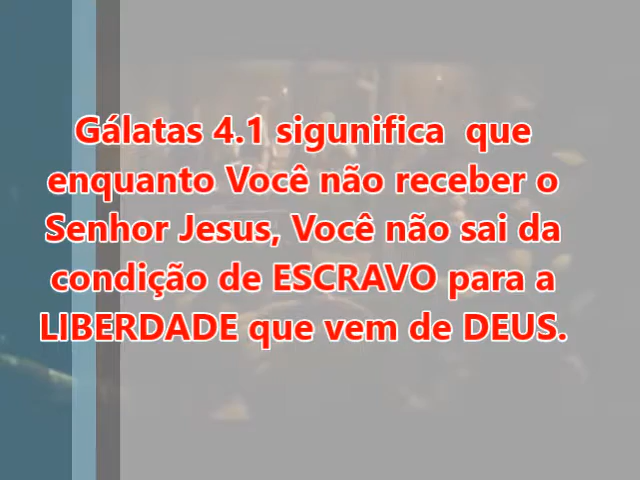 Gálatas 4.1 sigunifica que
enquanto Você não receber o
Senhor Jesus, Você não sai da
condição de ESCRAVO para a
LIBERDADE que vem de DEUS.